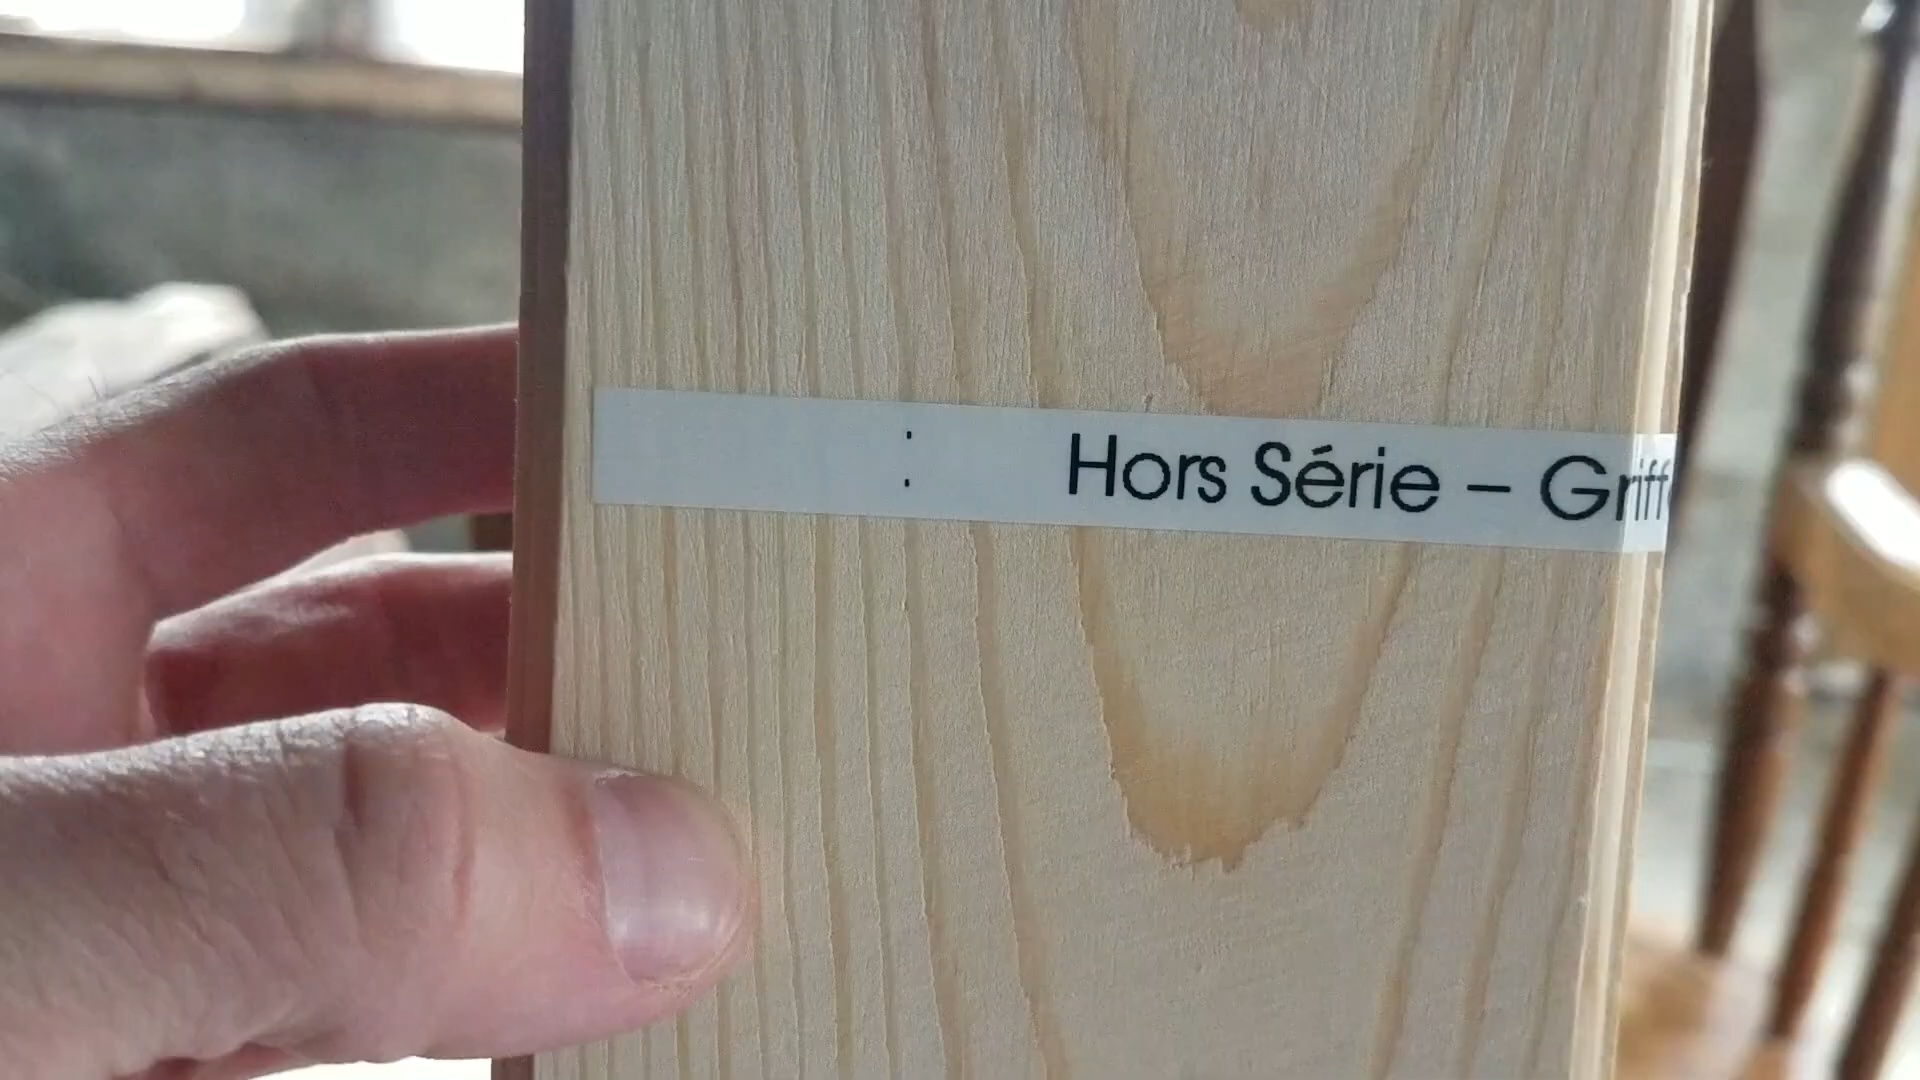 : Hors Série – Griff